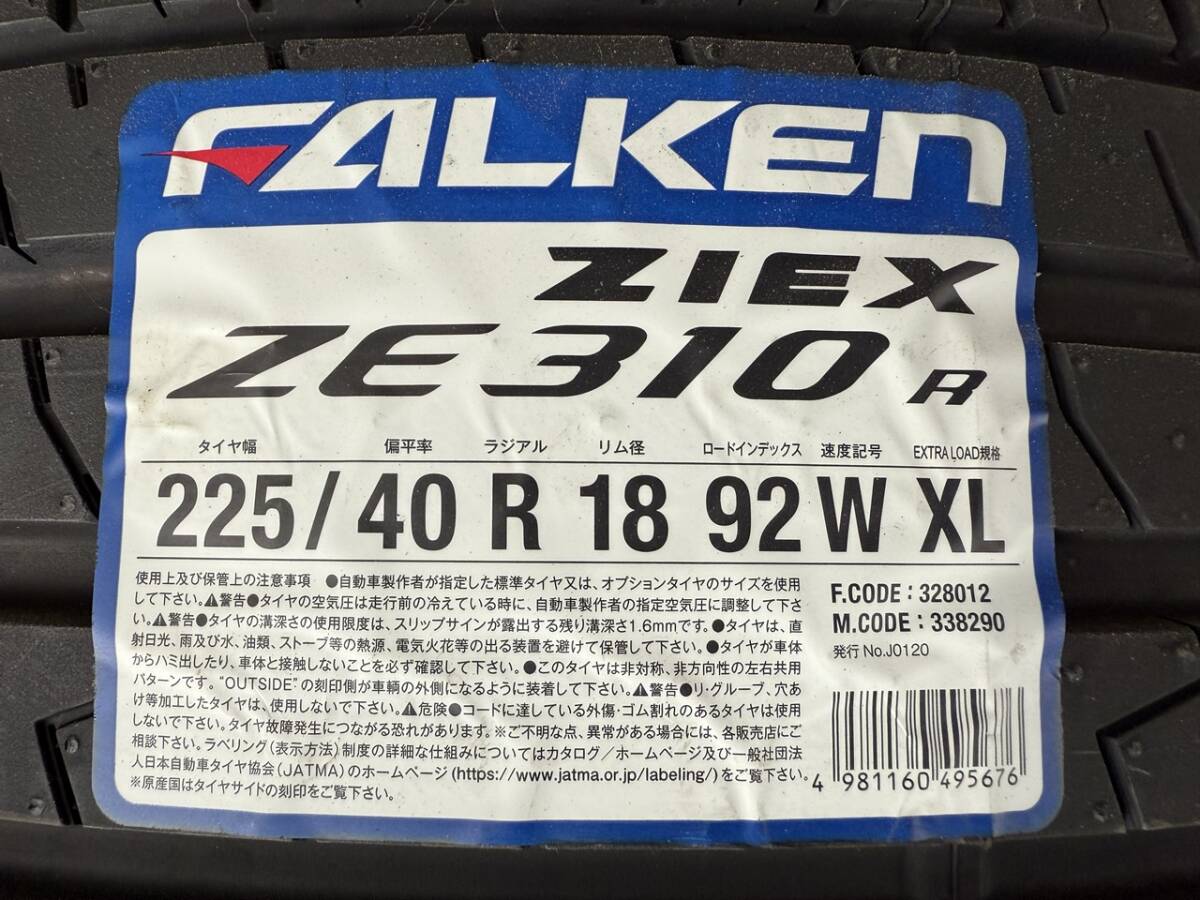 FALKEN
ZIEX
ZE310 R
タイヤ幅 偏平率 ラジアル リム径 ロードインデックス 速度記号 EXTRA LOAD規格
225/40 R 18 92 W XL
使用上及び保管上の注意事項 ●自動車製作者が指定した標準タイヤ又は、オプションタイヤのサイズを使用
して下さい。⚠警告●タイヤの空気圧は走行前の冷えている時に、自動車製作者の指定空気圧に調整して下さ
い。⚠警告●タイヤの溝深さの使用限度は、スリップサインが露出する残り溝深さ1.6mmです。●タイヤは、直
射日光、雨及び水、油類、ストーブ等の熱源、電気火花等の出る装置を避けて保管して下さい。●タイヤが車体
からハミ出したり、車体と接触しないことを必ず確認して下さい。●このタイヤは非対称、非方向性の左右共用
パターンです。"OUTSIDE"の刻印側が車輌の外側になるように装着して下さい。⚠警告●リ・グルーブ、穴あ
け等加工したタイヤは、使用しないで下さい。⚠危険●コードに達している外傷・ゴム割れのあるタイヤは使用
しないで下さい。タイヤ故障発生につながる恐れがあります。※ご不明な点、異常がある場合には、各販売店にご
相談下さい。ラベリング(表示方法)制度の詳細な仕組みについてはカタログ/ホームページ及び一般社団法
人日本自動車タイヤ協会(JATMA)のホームページ(https://www.jatma.or.jp/labeling/)をご覧下さい。
※原産国はタイヤサイドの刻印をご覧下さい。
F.CODE : 328012
M.CODE : 338290
発行 No.J0120
4 981160 495676